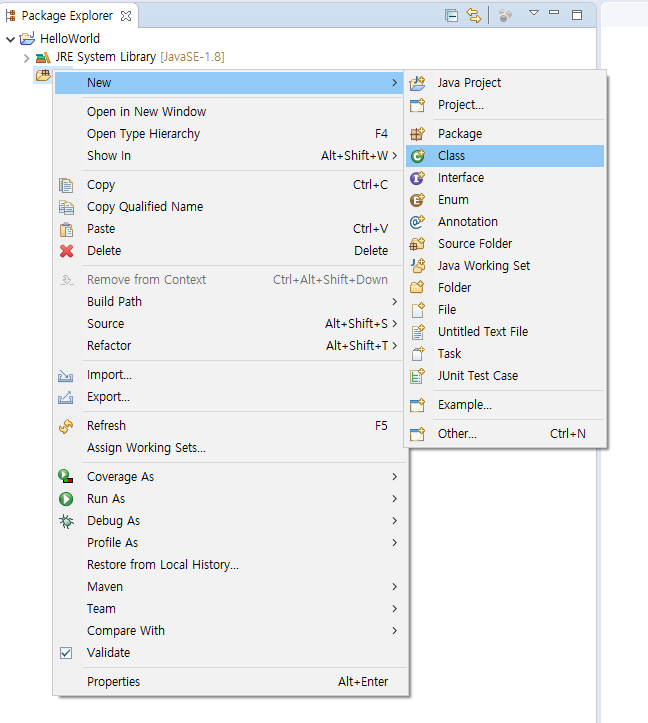 Package Explorer
HelloWorld
JRE System Library [JavaSE-1.8]
New
Open in New Window
Open Type Hierarchy F4
Show In Alt+Shift+W
Copy Ctrl+C
Copy Qualified Name
Paste Ctrl+V
Delete Delete
Remove from Context Ctrl+Alt+Shift+Down
Build Path
Source Alt+Shift+S
Refactor Alt+Shift+T
Import...
Export...
Refresh F5
Assign Working Sets...
Coverage As
Run As
Debug As
Profile As
Restore from Local History...
Maven
Team
Compare With
Validate
Properties Alt+Enter
Java Project
Project...
Package
Class
Interface
Enum
Annotation
Source Folder
Java Working Set
Folder
File
Untitled Text File
Task
JUnit Test Case
Example...
Other... Ctrl+N